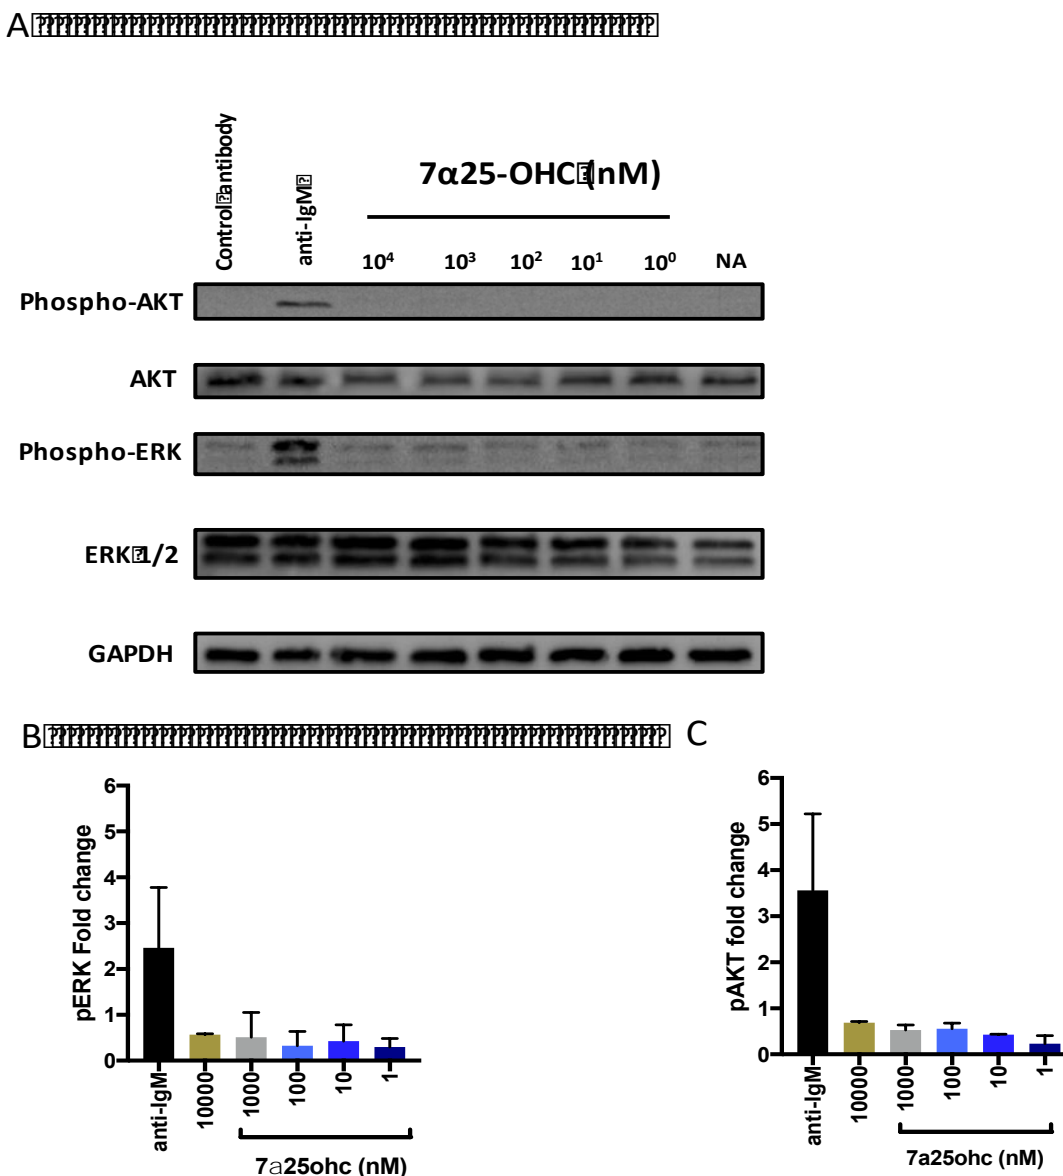 A
Control antibody
anti-IgM
7α25-OHC (nM)
10⁴ 10³ 10² 10¹ 10⁰ NA
Phospho-AKT
AKT
Phospho-ERK
ERK 1/2
GAPDH
B
pERK Fold change
6
5
4
3
2
1
0
anti-IgM 10000 1000 100 10 1
7α25ohc (nM)
C
pAKT fold change
6
5
4
3
2
1
0
anti-IgM 10000 1000 100 10 1
7a25ohc (nM)